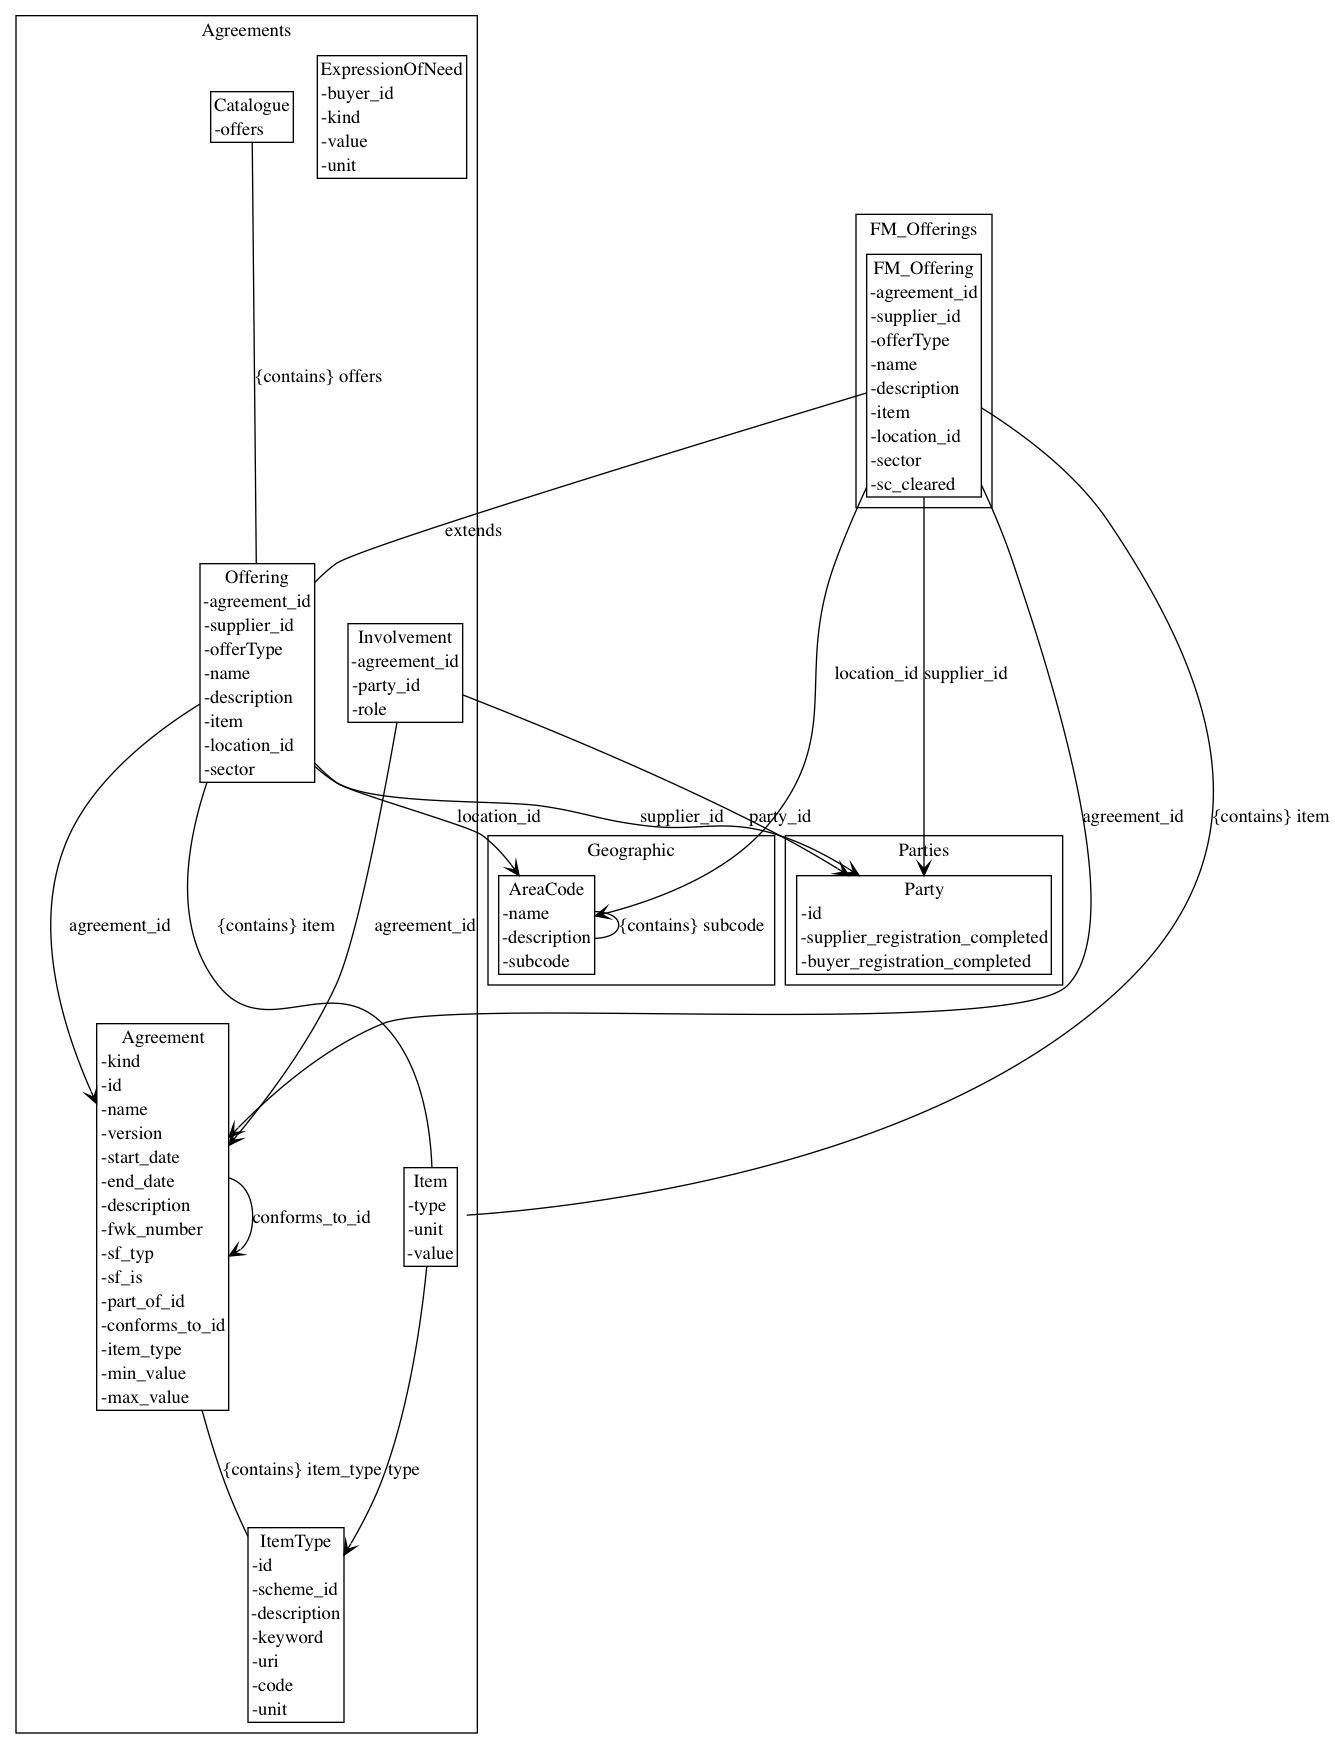 Agreements
ExpressionOfNeed
-buyer_id
-kind
-value
-unit
Catalogue
-offers
{contains} offers
FM_Offerings
FM_Offering
-agreement_id
-supplier_id
-offerType
-name
-description
-item
-location_id
-sector
-sc_cleared
extends
Offering
-agreement_id
-supplier_id
-offerType
-name
-description
-item
-location_id
-sector
Involvement
-agreement_id
-party_id
-role
location_id
supplier_id
location_id
supplier_id
party_id
agreement_id
{contains} item
Geographic
AreaCode
-name
-description
-subcode
{contains} subcode
Parties
Party
-id
-supplier_registration_completed
-buyer_registration_completed
agreement_id
{contains} item
agreement_id
Agreement
-kind
-id
-name
-version
-start_date
-end_date
-description
-fwk_number
-sf_typ
-sf_is
-part_of_id
-conforms_to_id
-item_type
-min_value
-max_value
conforms_to_id
Item
-type
-unit
-value
{contains} item_type
type
ItemType
-id
-scheme_id
-description
-keyword
-uri
-code
-unit